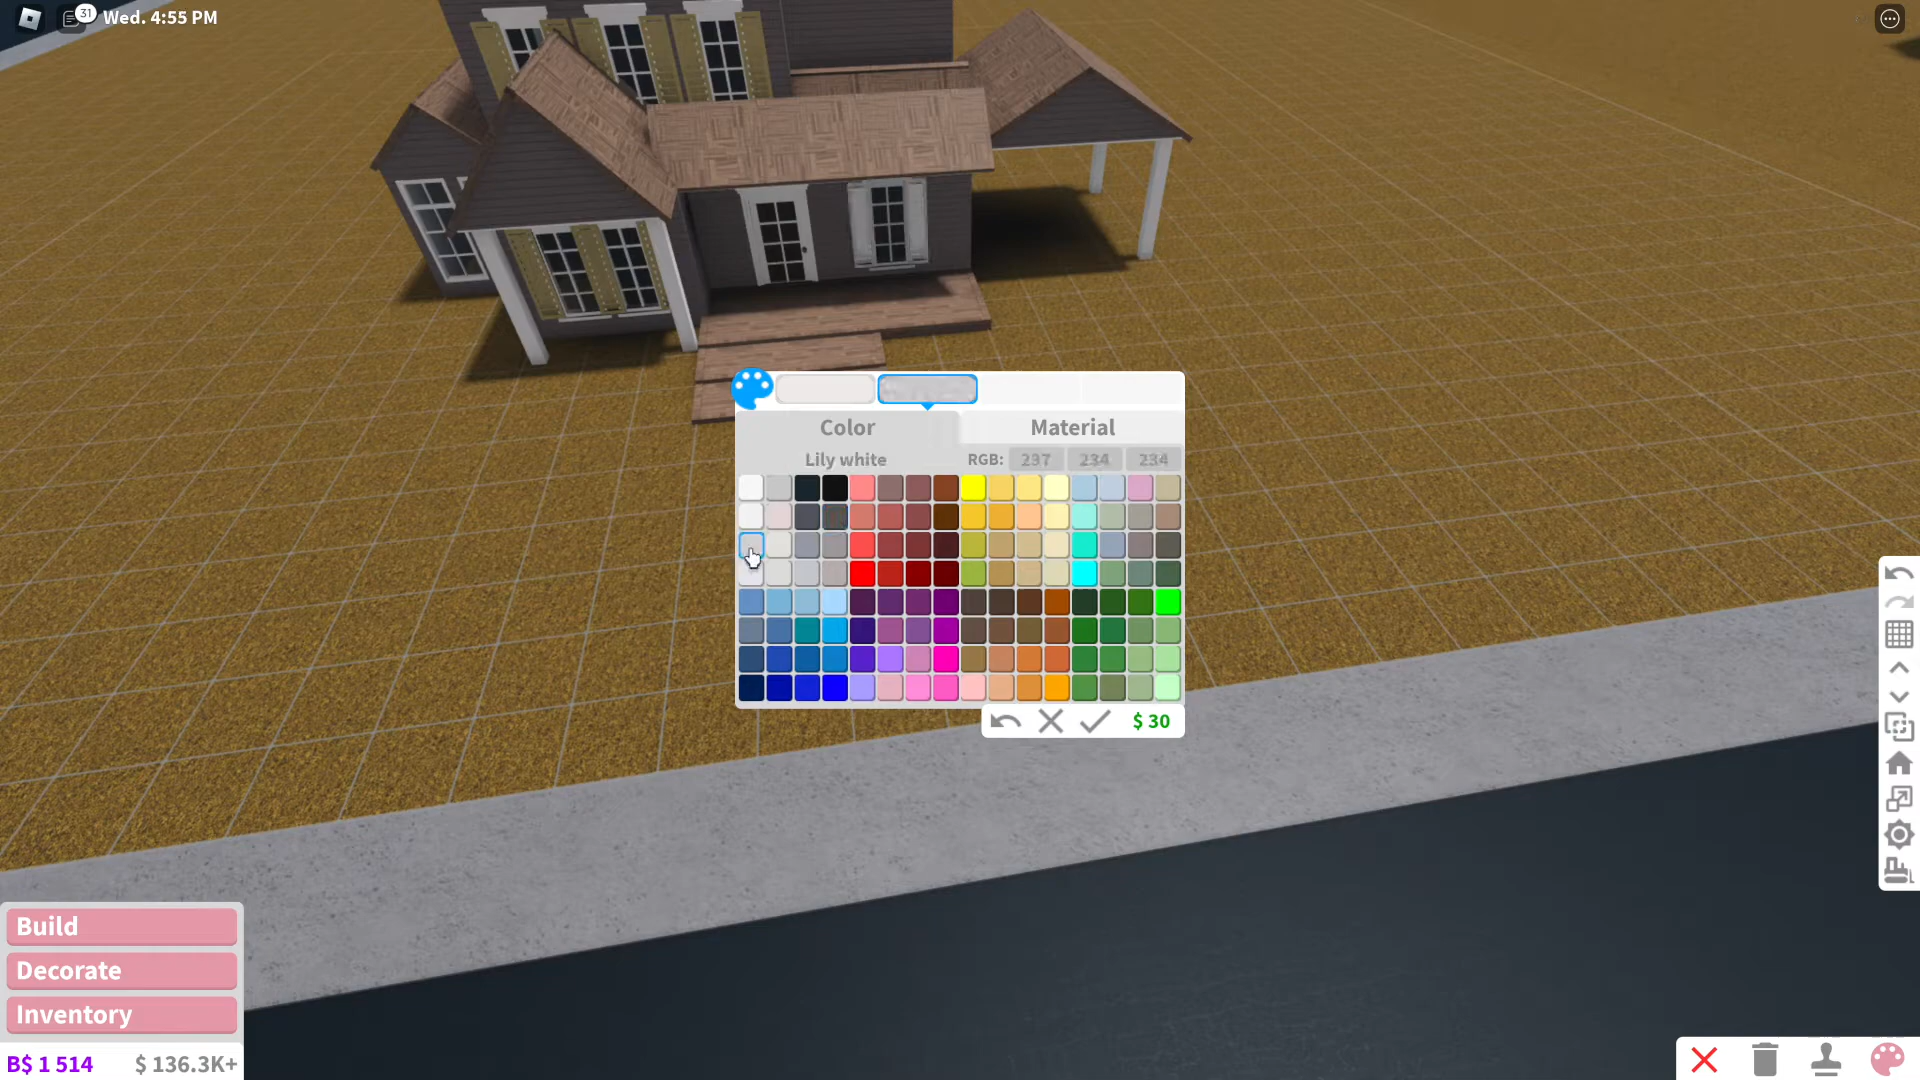 31 Wed. 4:55 PM
Color
Material
Lily white
RGB: 237 234 234
$ 30
Build
Decorate
Inventory
B$ 1 514 $ 136.3K+